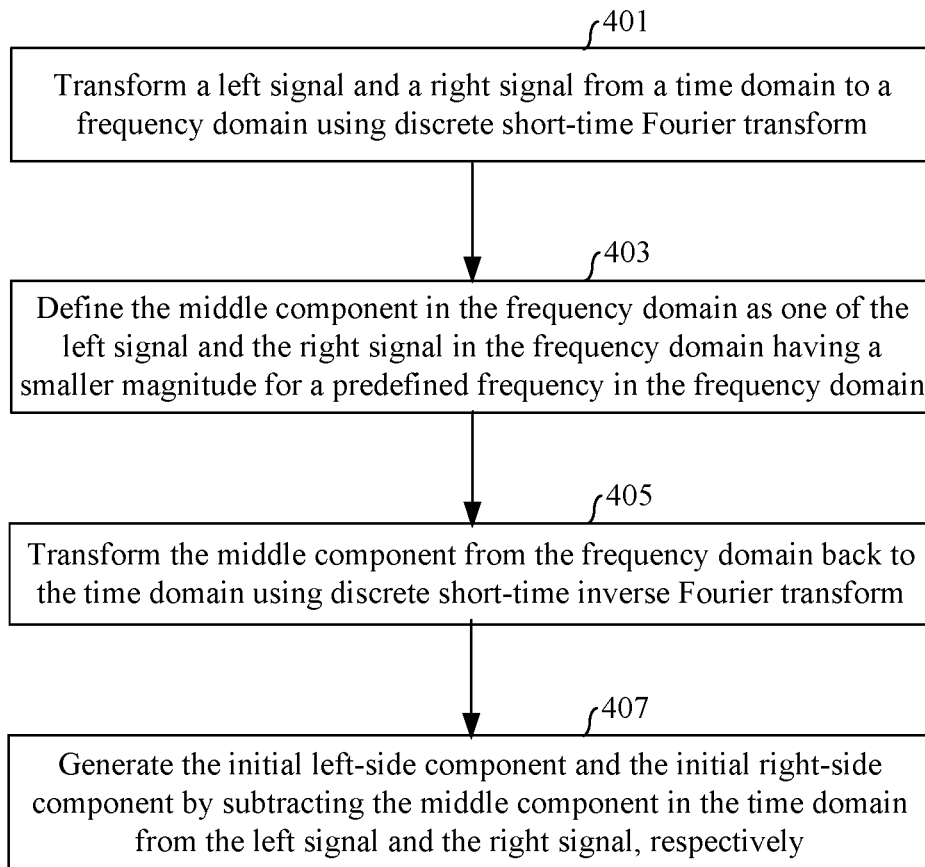 401
Transform a left signal and a right signal from a time domain to a
frequency domain using discrete short-time Fourier transform
403
Define the middle component in the frequency domain as one of the
left signal and the right signal in the frequency domain having a
smaller magnitude for a predefined frequency in the frequency domain
405
Transform the middle component from the frequency domain back to
the time domain using discrete short-time inverse Fourier transform
407
Generate the initial left-side component and the initial right-side
component by subtracting the middle component in the time domain
from the left signal and the right signal, respectively